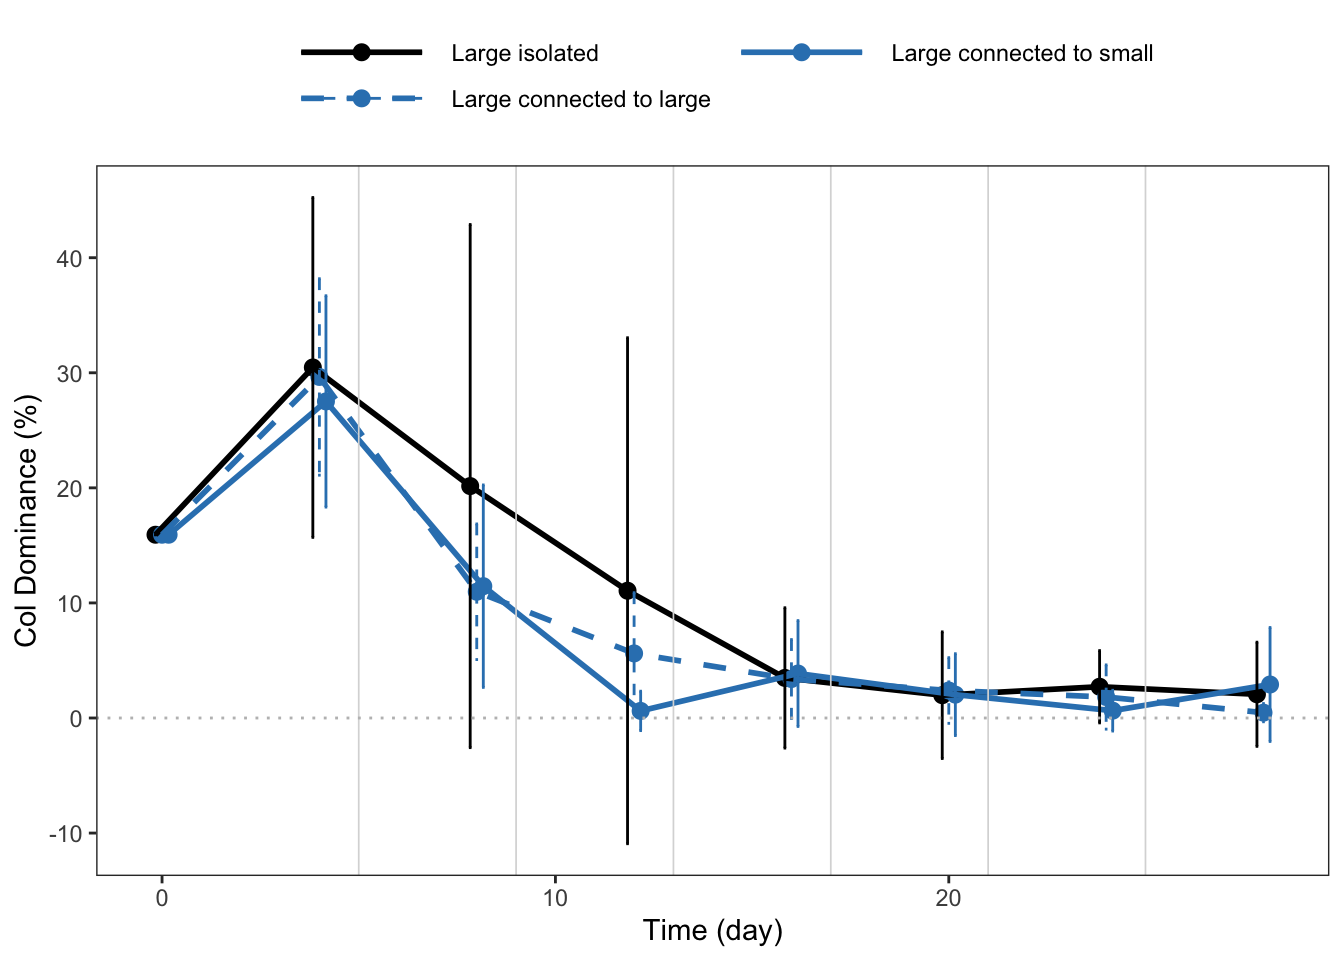 Large isolated
Large connected to small
Large connected to large
Col Dominance (%)
40
30
20
10
0
-10
0
10
20
Time (day)